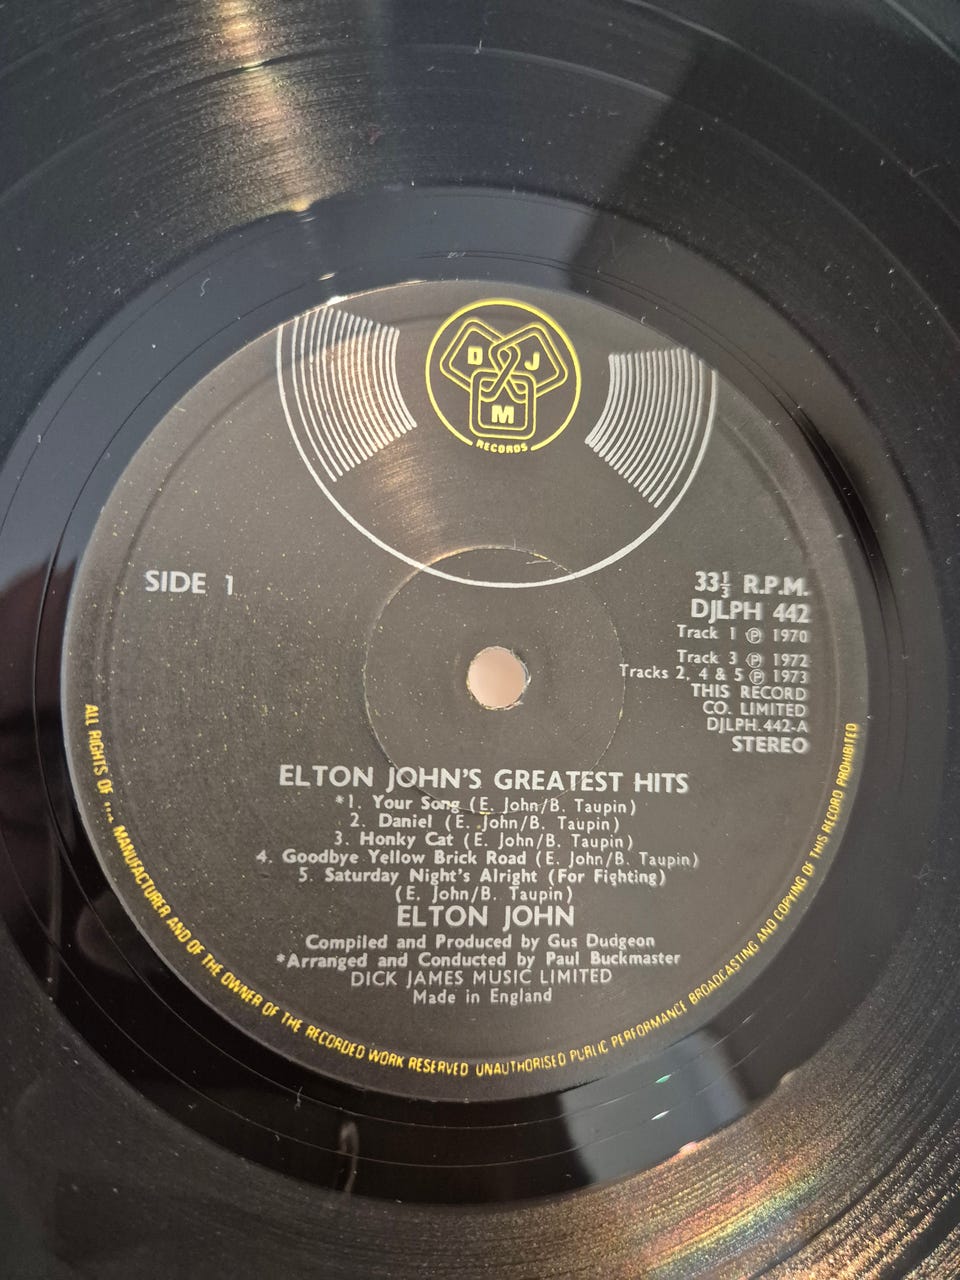 D J
M
RECORDS
SIDE 1
33⅓ R.P.M.
DJLPH 442
Track 1 ℗ 1970
Track 3 ℗ 1972
Tracks 2, 4 & 5 ℗ 1973
THIS RECORD
CO. LIMITED
DJLPH.442-A
STEREO
ELTON JOHN'S GREATEST HITS
*1. Your Song (E. John/B. Taupin)
2. Daniel (E. John/B. Taupin)
3. Honky Cat (E. John/B. Taupin)
4. Goodbye Yellow Brick Road (E. John/B. Taupin)
5. Saturday Night's Alright (For Fighting)
(E. John/B. Taupin)
ELTON JOHN
Compiled and Produced by Gus Dudgeon
*Arranged and Conducted by Paul Buckmaster
DICK JAMES MUSIC LIMITED
Made in England
ALL RIGHTS OF MANUFACTURER AND OF THE OWNER OF THE RECORDED WORK RESERVED UNAUTHORISED PUBLIC PERFORMANCE BROADCASTING AND COPYING OF THIS RECORD PROHIBITED